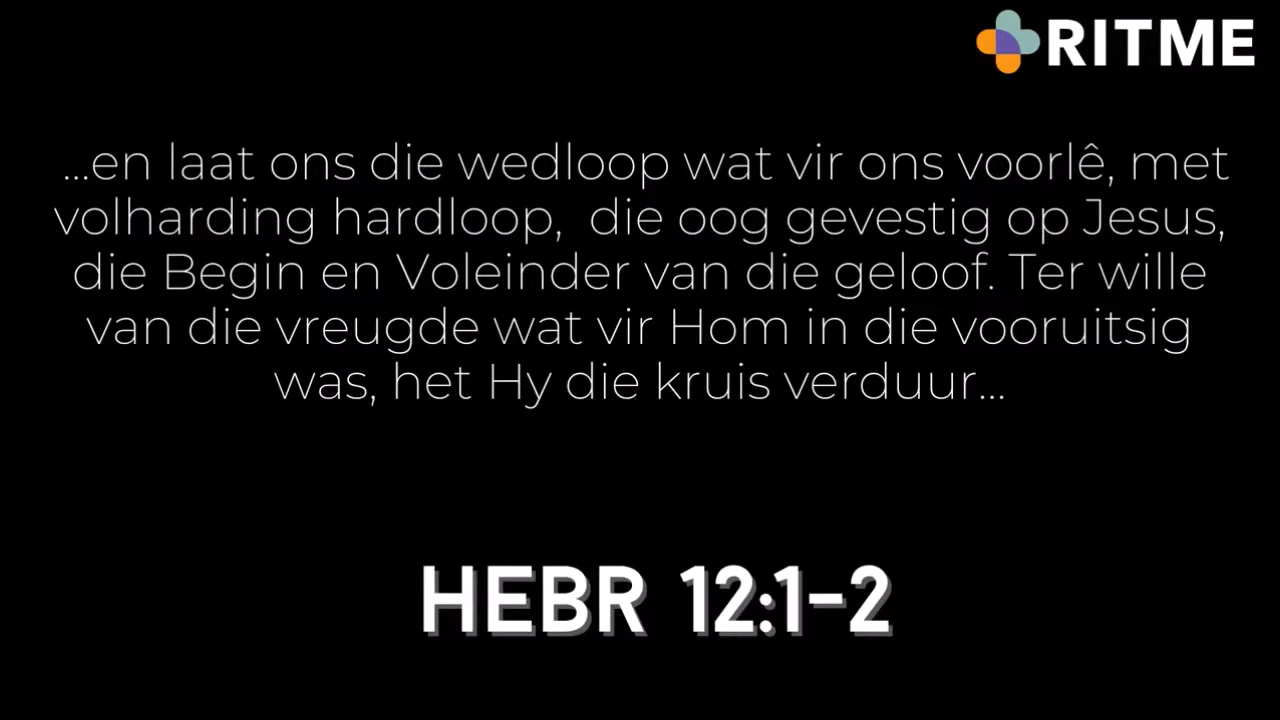 RITME
...en laat ons die wedloop wat vir ons voorlê, met
volharding hardloop,  die oog gevestig op Jesus,
die Begin en Voleinder van die geloof. Ter wille
van die vreugde wat vir Hom in die vooruitsig
was, het Hy die kruis verduur...
HEBR 12:1-2